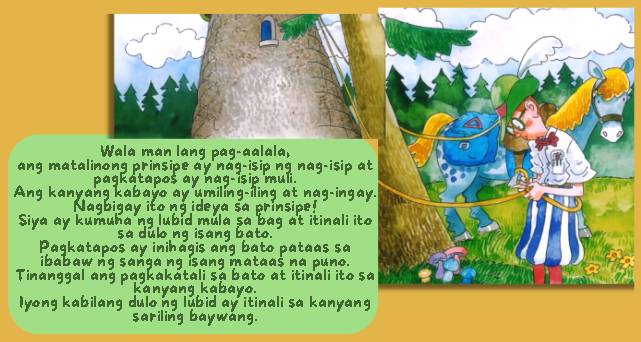 Wala man lang pag-aalala,
ang matalinong prinsipe ay nag-isip ng nag-isip at
pagkatapos ay nag-isip muli.
Ang kanyang kabayo ay umiling-iling at nag-ingay.
Nagbigay ito ng ideya sa prinsipe!
Siya ay kumuha ng lubid mula sa bag at itinali ito
sa dulo ng isang bato.
Pagkatapos ay inihagis ang bato pataas sa
ibabaw ng sanga ng isang mataas na puno.
Tinanggal ang pagkakatali sa bato at itinali ito sa
kanyang kabayo.
Iyong kabilang dulo ng lubid ay itinali sa kanyang
sariling baywang.